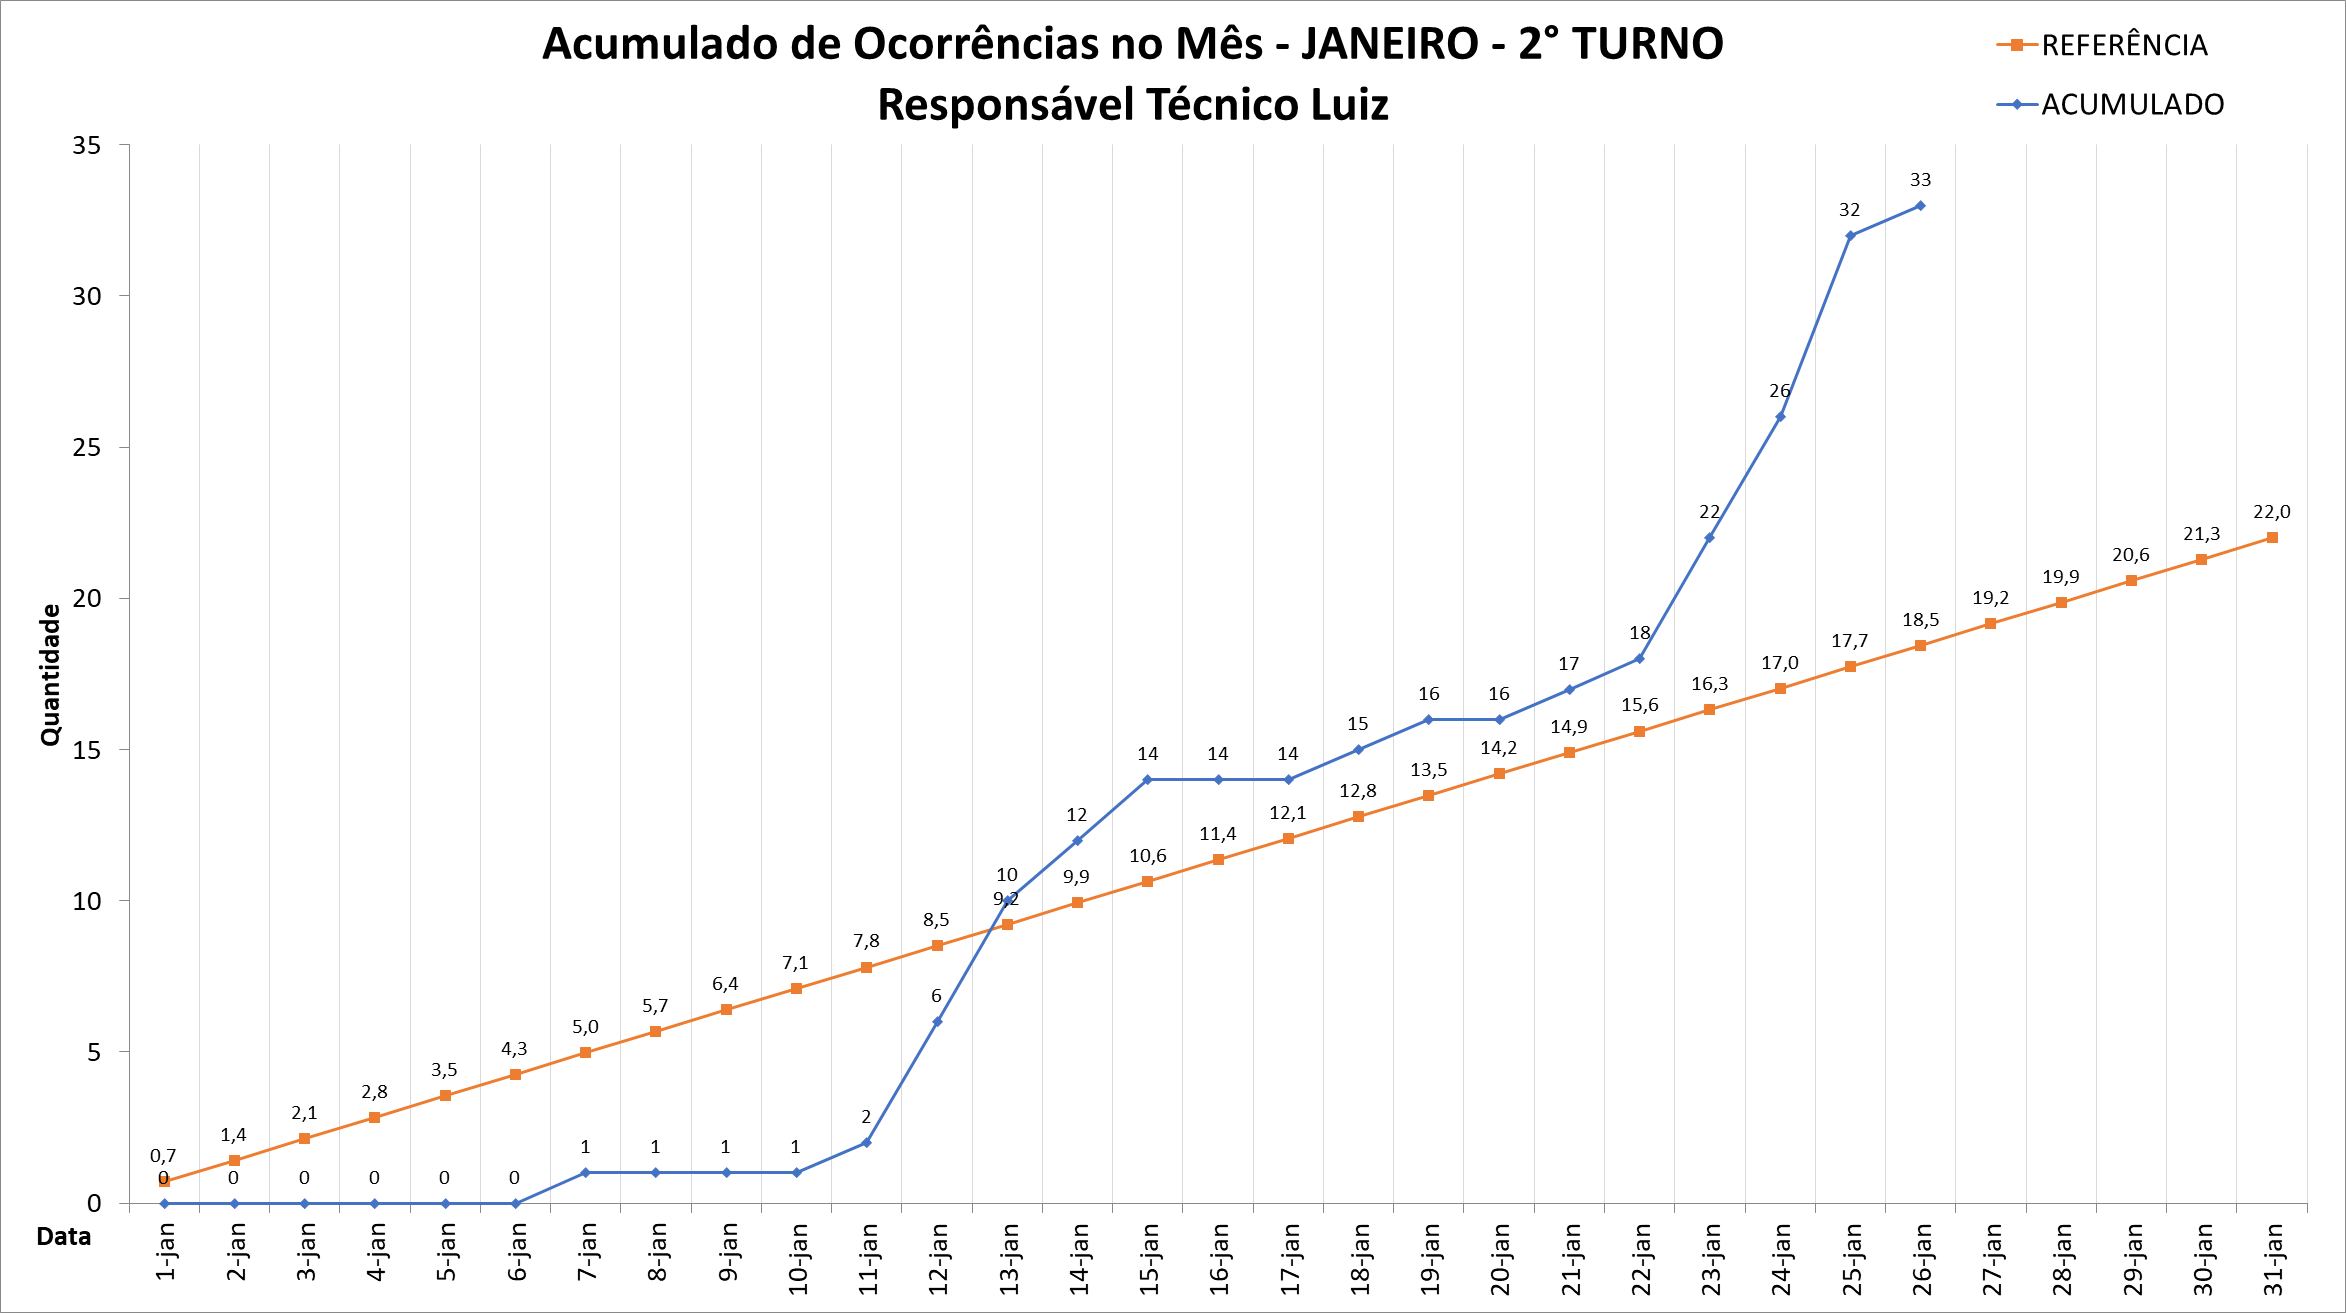 Acumulado de Ocorrências no Mês - JANEIRO - 2° TURNO
Responsável Técnico Luiz
REFERÊNCIA
ACUMULADO
Quantidade
35
30
25
20
15
10
5
0
0,7
1,4
2,1
2,8
3,5
4,3
5,0
5,7
6,4
7,1
7,8
8,5
9,2
9,9
10,6
11,4
12,1
12,8
13,5
14,2
14,9
15,6
16,3
17,0
17,7
18,5
19,2
19,9
20,6
21,3
22,0
0
0
0
0
0
0
1
1
1
1
2
6
10
12
14
14
14
15
16
16
17
18
22
26
32
33
Data
1-jan
2-jan
3-jan
4-jan
5-jan
6-jan
7-jan
8-jan
9-jan
10-jan
11-jan
12-jan
13-jan
14-jan
15-jan
16-jan
17-jan
18-jan
19-jan
20-jan
21-jan
22-jan
23-jan
24-jan
25-jan
26-jan
27-jan
28-jan
29-jan
30-jan
31-jan